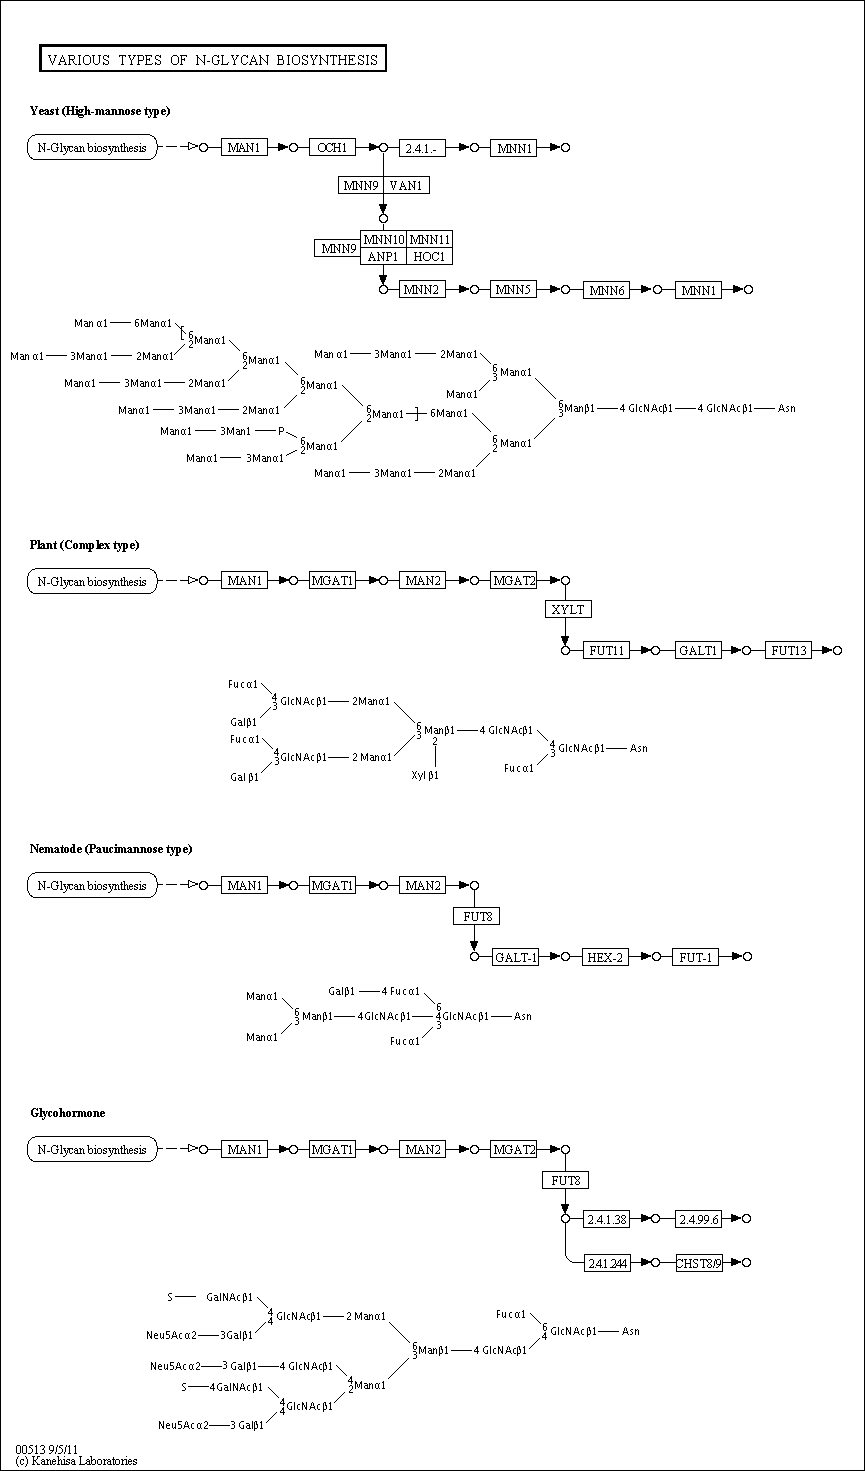 VARIOUS TYPES OF N-GLYCAN BIOSYNTHESIS
Yeast (High-mannose type)
N-Glycan biosynthesis MAN1 OCH1 2.4.1.- MNN1
MNN9 VAN1
MNN10 MNN11
MNN9
ANP1 HOC1
MNN2 MNN5 MNN6 MNN1
Manα1 6Manα1
[ 6 2 Manα1
Manα1 3Manα1 2Manα1
6 2 Manα1
Manα1 3Manα1 2Manα1
6 2 Manα1
Manα1 3Manα1 2Manα1
6 2 Manα1 ] 6Manα1
Manα1 3Man1 P
6 2 Manα1
Manα1 3Manα1
Manα1 3Manα1 2Manα1
6 3 Manα1
Manα1
6 3 Manβ1 4 GlcNAcβ1 4 GlcNAcβ1 Asn
6 2 Manα1
Manα1 3Manα1 2Manα1
Plant (Complex type)
N-Glycan biosynthesis MAN1 MGAT1 MAN2 MGAT2
XYLT
FUT11 GALT1 FUT13
Fucα1
4 3 GlcNAcβ1 2Manα1
Galβ1
6 3 Manβ1 4 GlcNAcβ1
2
Fucα1
4 3 GlcNAcβ1 2 Manα1
Galβ1
Xylβ1
4 3 GlcNAcβ1 Asn
Fucα1
Nematode (Paucimannose type)
N-Glycan biosynthesis MAN1 MGAT1 MAN2
FUT8
GALT-1 HEX-2 FUT-1
Galβ1 4 Fucα1
Manα1
6 3 Manβ1 4GlcNAcβ1 6 4 3 GlcNAcβ1 Asn
Manα1
Fucα1
Glycohormone
N-Glycan biosynthesis MAN1 MGAT1 MAN2 MGAT2
FUT8
2.4.1.38 2.4.99.6
2.4.1.244 CHST8/9
S GalNAcβ1
4 4 GlcNAcβ1 2 Manα1
Neu5Acα2 3Galβ1
Fucα1
6 4 GlcNAcβ1 Asn
6 3 Manβ1 4 GlcNAcβ1
Neu5Acα2 3 Galβ1 4 GlcNAcβ1
4 2 Manα1
S 4GalNAcβ1
4 4 GlcNAcβ1
Neu5Acα2 3 Galβ1
00513 9/5/11
(c) Kanehisa Laboratories